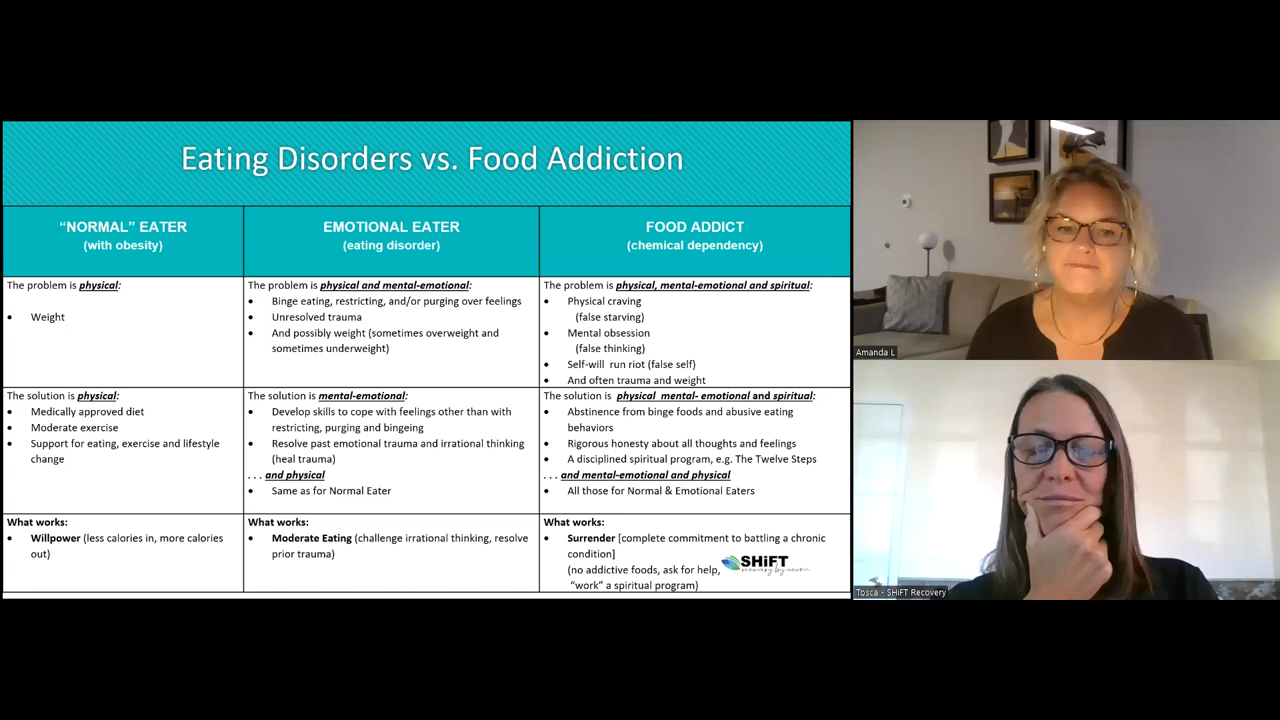 Eating Disorders vs. Food Addiction
“NORMAL” EATER
(with obesity)
EMOTIONAL EATER
(eating disorder)
FOOD ADDICT
(chemical dependency)
The problem is physical:
• Weight
The problem is physical and mental-emotional:
• Binge eating, restricting, and/or purging over feelings
• Unresolved trauma
• And possibly weight (sometimes overweight and
sometimes underweight)
The problem is physical, mental-emotional and spiritual:
• Physical craving
(false starving)
• Mental obsession
(false thinking)
• Self-will run riot (false self)
• And often trauma and weight
The solution is physical:
• Medically approved diet
• Moderate exercise
• Support for eating, exercise and lifestyle
change
The solution is mental-emotional:
• Develop skills to cope with feelings other than with
restricting, purging and bingeing
• Resolve past emotional trauma and irrational thinking
(heal trauma)
. . . and physical
• Same as for Normal Eater
The solution is physical mental- emotional and spiritual:
• Abstinence from binge foods and abusive eating
behaviors
• Rigorous honesty about all thoughts and feelings
• A disciplined spiritual program, e.g. The Twelve Steps
. . . and mental-emotional and physical
• All those for Normal & Emotional Eaters
What works:
• Willpower (less calories in, more calories
out)
What works:
• Moderate Eating (challenge irrational thinking, resolve
prior trauma)
What works:
• Surrender [complete commitment to battling a chronic
condition]
(no addictive foods, ask for help,
“work” a spiritual program)
SHiFT
Amanda L
Tosca - SHiFT Recovery